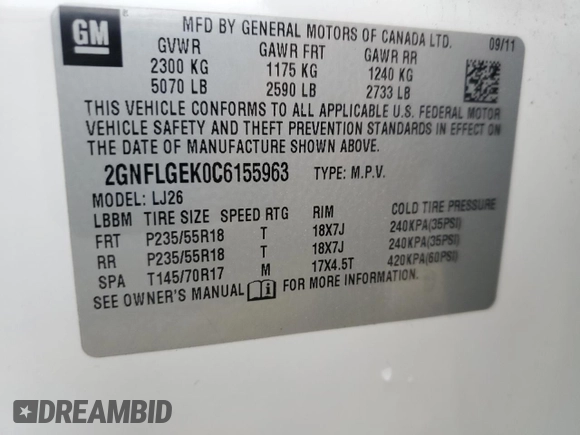 GM
MFD BY GENERAL MOTORS OF CANADA LTD.
09/11
GVWR GAWR FRT GAWR RR
2300 KG 1175 KG 1240 KG
5070 LB 2590 LB 2733 LB
THIS VEHICLE CONFORMS TO ALL APPLICABLE U.S. FEDERAL MOTOR
VEHICLE SAFETY AND THEFT PREVENTION STANDARDS IN EFFECT ON
THE DATE OF MANUFACTURE SHOWN ABOVE.
2GNFLGEK0C6155963 TYPE: M.P.V.
MODEL: LJ26
LBBM TIRE SIZE SPEED RTG RIM COLD TIRE PRESSURE
FRT P235/55R18 T 18X7J 240KPA(35PSI)
RR P235/55R18 T 18X7J 240KPA(35PSI)
SPA T145/70R17 M 17X4.5T 420KPA(60PSI)
SEE OWNER'S MANUAL FOR MORE INFORMATION.
DREAMBID
DREAMBID